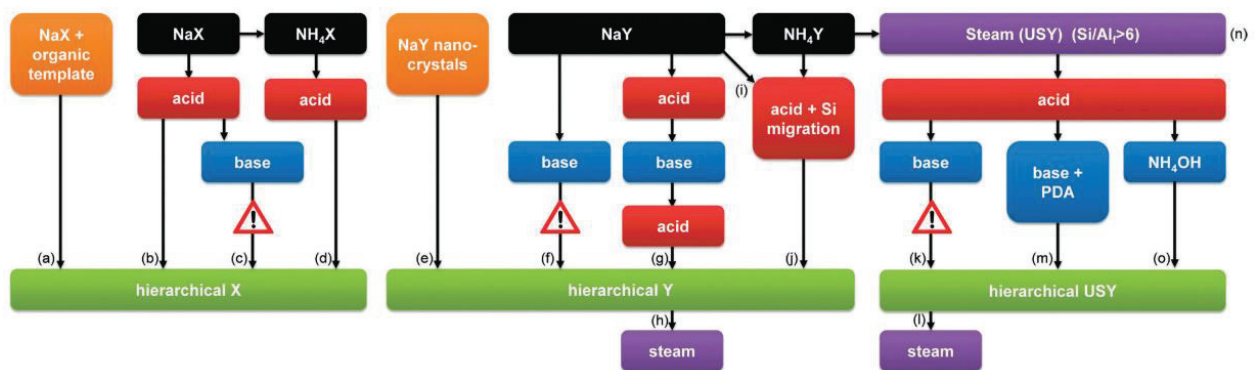 NaX +
organic
template
NaX
NH₄X
acid
acid
base
!
(a)
(b)
(c)
(d)
hierarchical X
NaY nano-
crystals
NaY
NH₄Y
(i)
acid
acid + Si
migration
base
base
!
acid
(e)
(f)
(g)
(j)
hierarchical Y
(h)
steam
Steam (USY) (Si/Alf>6)
(n)
acid
base
base +
PDA
NH₄OH
!
(k)
(m)
(o)
hierarchical USY
(l)
steam